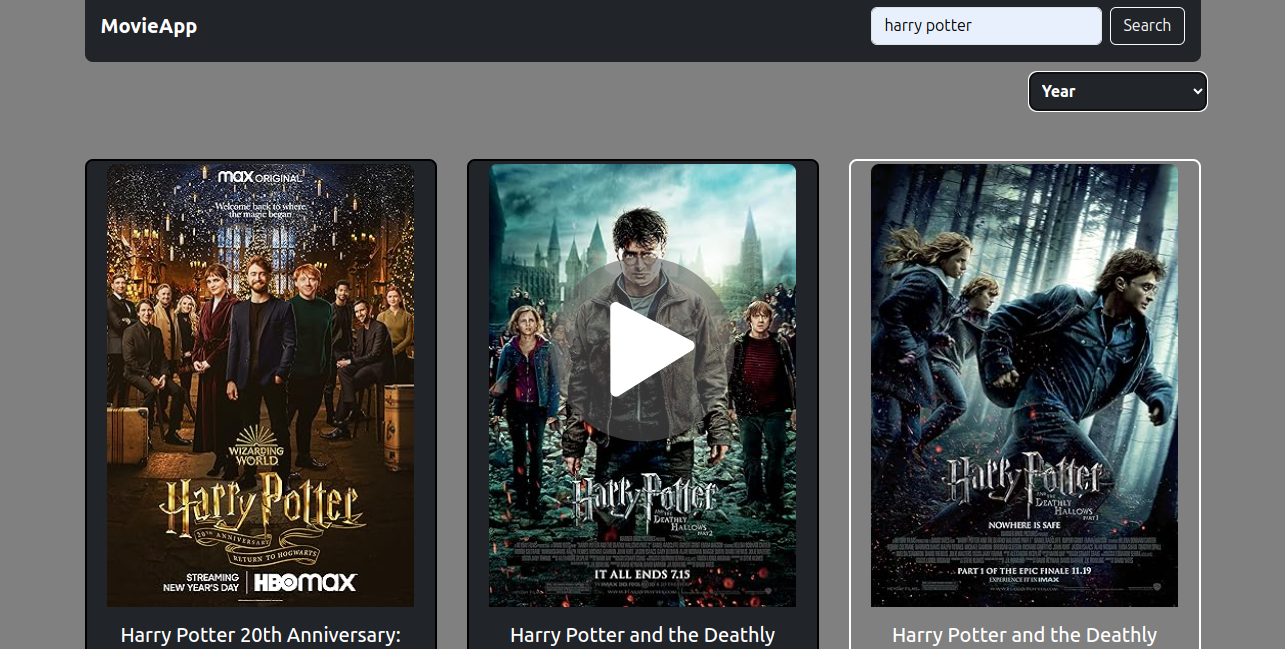 MovieApp
harry potter
Search
Year
max ORIGINAL
Welcome back to where
the magic began
WIZARDING
WORLD
Harry Potter
20TH ANNIVERSARY
RETURN TO HOGWARTS
STREAMING
NEW YEAR'S DAY
HBOMAX
Harry Potter 20th Anniversary:
Harry Potter
AND THE
DEATHLY
HALLOWS
PART 2
IT ALL ENDS 7.15
Harry Potter and the Deathly
Harry Potter
AND THE
DEATHLY
HALLOWS
PART 1
NOWHERE IS SAFE
PART 1 OF THE EPIC FINALE 11.19
EXPERIENCE IT IN IMAX
Harry Potter and the Deathly